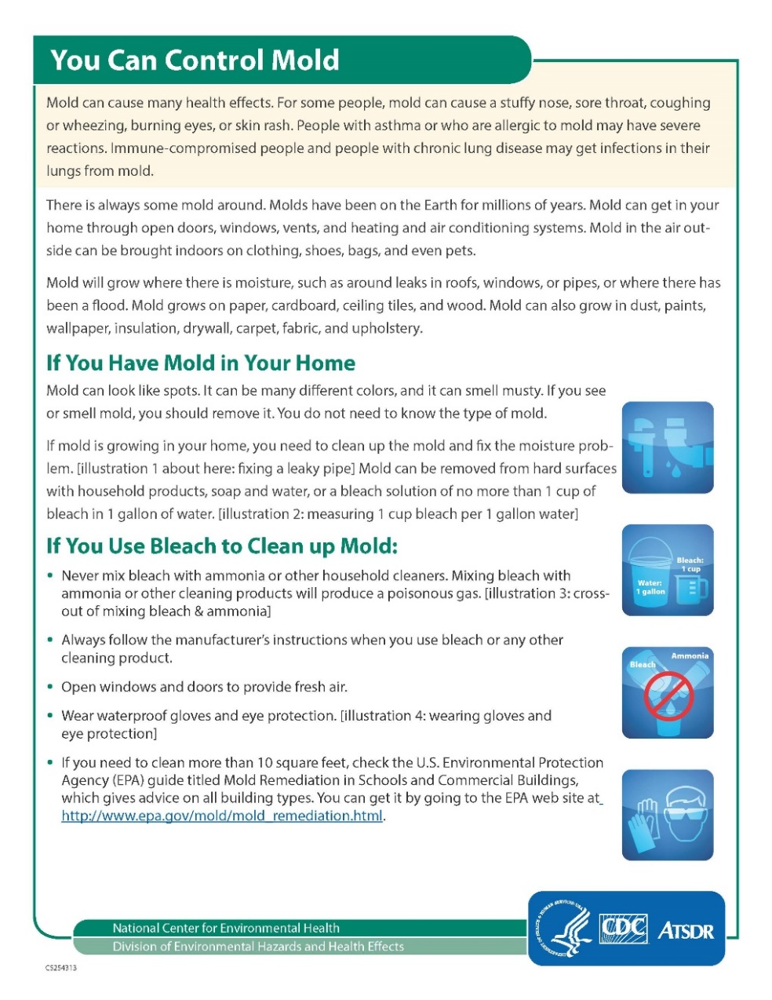 You Can Control Mold
Mold can cause many health effects. For some people, mold can cause a stuffy nose, sore throat, coughing
or wheezing, burning eyes, or skin rash. People with asthma or who are allergic to mold may have severe
reactions. Immune-compromised people and people with chronic lung disease may get infections in their
lungs from mold.
There is always some mold around. Molds have been on the Earth for millions of years. Mold can get in your
home through open doors, windows, vents, and heating and air conditioning systems. Mold in the air out-
side can be brought indoors on clothing, shoes, bags, and even pets.
Mold will grow where there is moisture, such as around leaks in roofs, windows, or pipes, or where there has
been a flood. Mold grows on paper, cardboard, ceiling tiles, and wood. Mold can also grow in dust, paints,
wallpaper, insulation, drywall, carpet, fabric, and upholstery.
If You Have Mold in Your Home
Mold can look like spots. It can be many different colors, and it can smell musty. If you see
or smell mold, you should remove it. You do not need to know the type of mold.
If mold is growing in your home, you need to clean up the mold and fix the moisture prob-
lem. [illustration 1 about here: fixing a leaky pipe] Mold can be removed from hard surfaces
with household products, soap and water, or a bleach solution of no more than 1 cup of
bleach in 1 gallon of water. [illustration 2: measuring 1 cup bleach per 1 gallon water]
Bleach:
1 cup
Water:
1 gallon
If You Use Bleach to Clean up Mold:
• Never mix bleach with ammonia or other household cleaners. Mixing bleach with
ammonia or other cleaning products will produce a poisonous gas. [illustration 3: cross-
out of mixing bleach & ammonia]
• Always follow the manufacturer's instructions when you use bleach or any other
cleaning product.
Ammonia
Bleach
• Open windows and doors to provide fresh air.
• Wear waterproof gloves and eye protection. [illustration 4: wearing gloves and
eye protection]
• If you need to clean more than 10 square feet, check the U.S. Environmental Protection
Agency (EPA) guide titled Mold Remediation in Schools and Commercial Buildings,
which gives advice on all building types. You can get it by going to the EPA web site at
http://www.epa.gov/mold/mold_remediation.html.
National Center for Environmental Health
Division of Environmental Hazards and Health Effects
CDC
ATSDR
CS254313